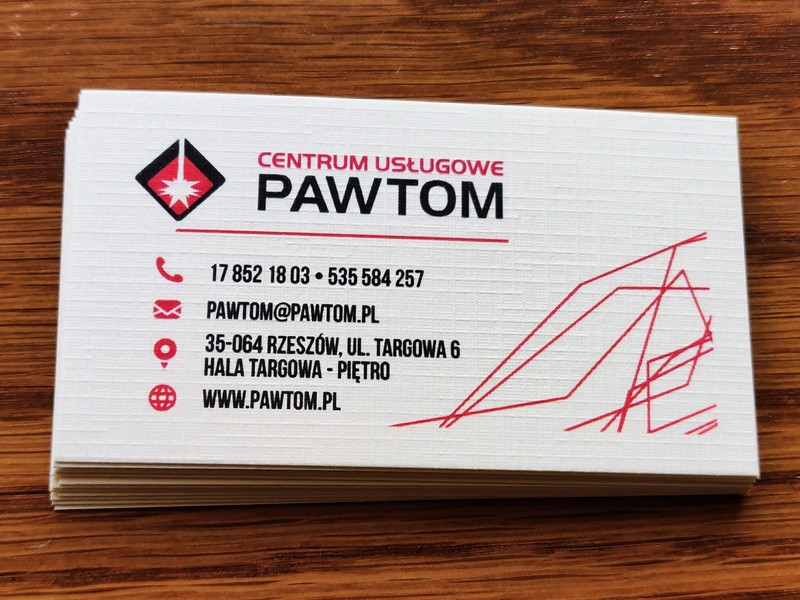 CENTRUM USŁUGOWE
PAWTOM
17 852 18 03 • 535 584 257
PAWTOM@PAWTOM.PL
35-064 RZESZÓW, UL. TARGOWA 6
HALA TARGOWA - PIĘTRO
WWW.PAWTOM.PL